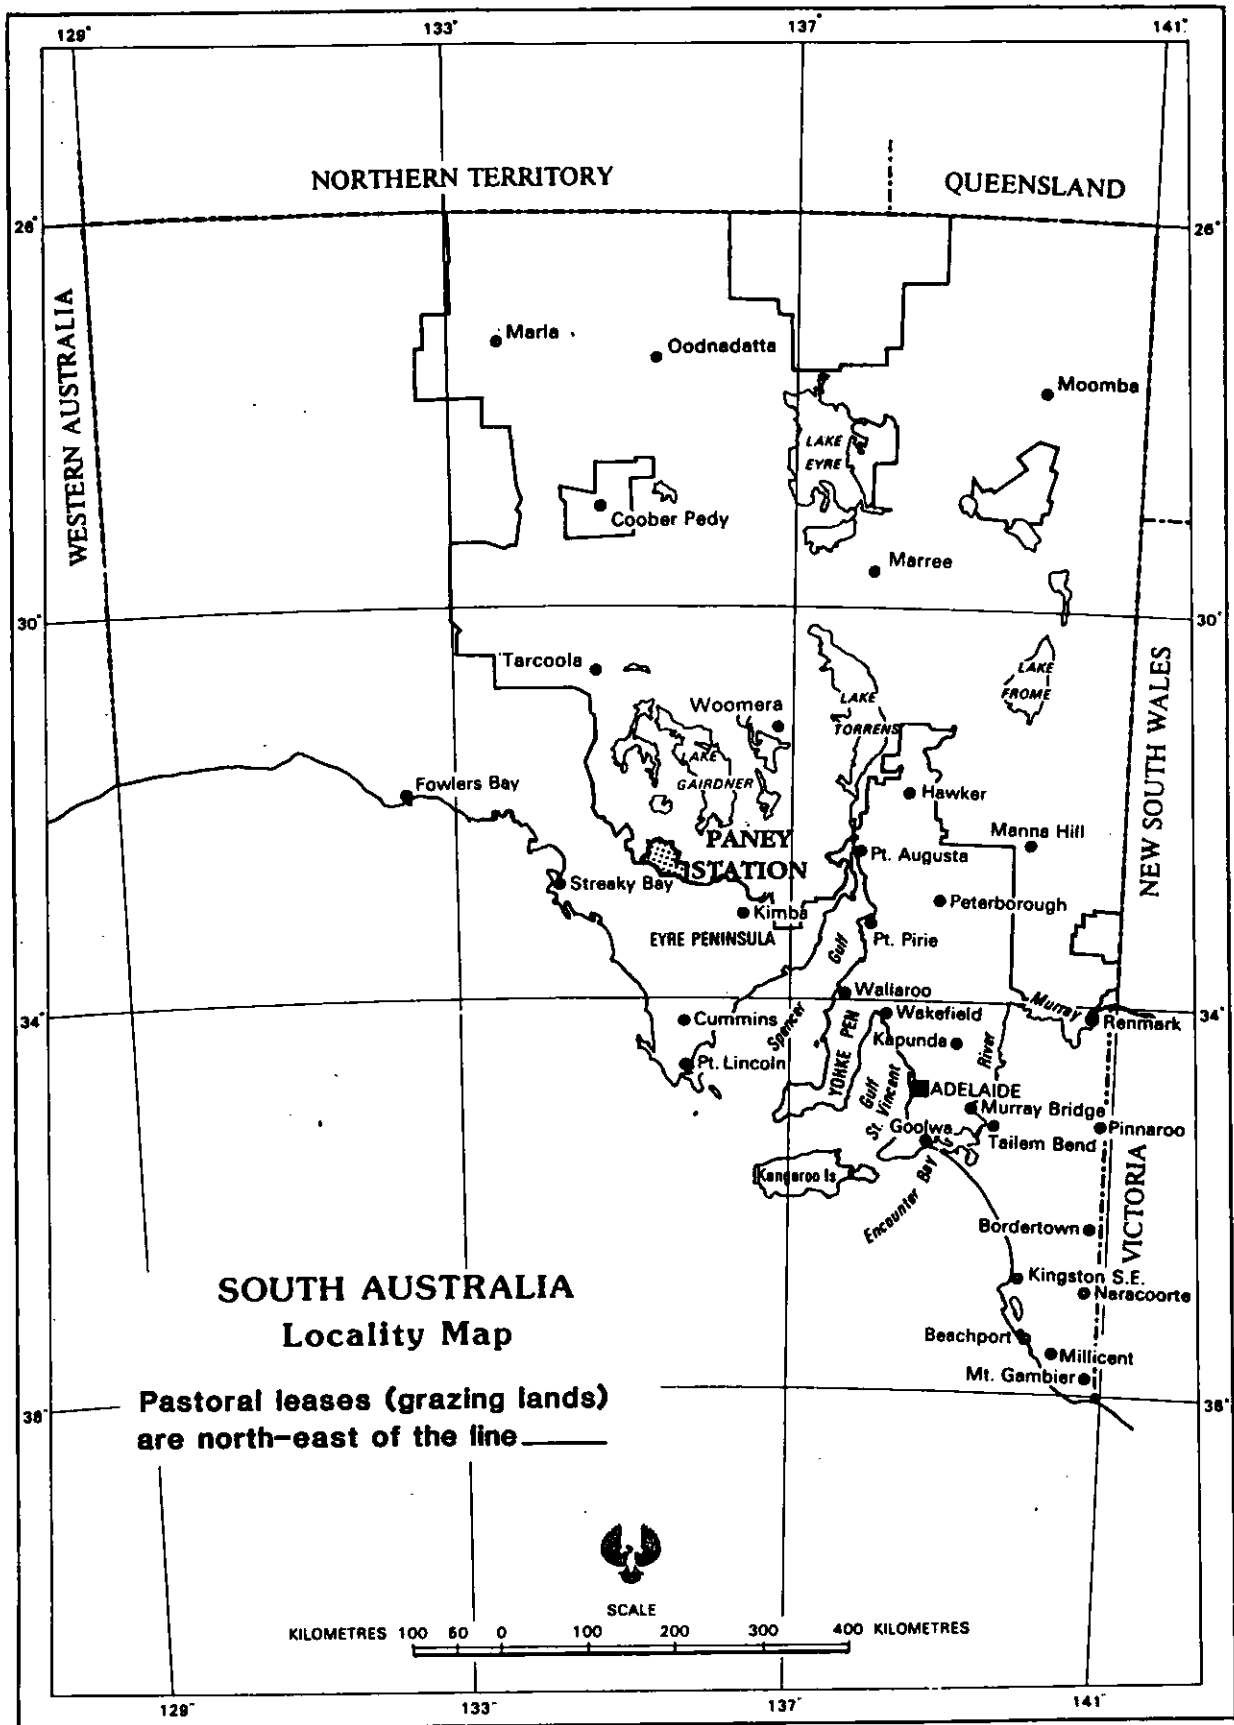 129° 133° 137° 141°
NORTHERN TERRITORY QUEENSLAND
26° 26°
WESTERN AUSTRALIA
Marla
Oodnadatta
Moomba
LAKE
EYRE
Coober Pedy
Marree
30° 30°
NEW SOUTH WALES
Tarcoola
LAKE
FROME
Woomera
LAKE
TORRENS
LAKE
GAIRDNER
Fowlers Bay
Hawker
Manna Hill
PANEY
STATION
Pt. Augusta
Streaky Bay
Peterborough
Kimba
Pt. Pirie
EYRE PENINSULA
Spencer Gulf
Wallaroo
Murray
River
34° 34°
Renmark
Cummins
Wakefield
Kapunda
YOHKE PEN
Pt. Lincoln
Gulf
St. Vincent
ADELAIDE
Murray Bridge
Goolwa
Tailem Bend
Pinnaroo
Kangaroo Is
Encounter Bay
VICTORIA
Bordertown
Kingston S.E.
Naracoorte
Beachport
Millicent
Mt. Gambier
SOUTH AUSTRALIA
Locality Map
Pastoral leases (grazing lands)
are north-east of the line
38° 38°
SCALE
KILOMETRES 100 50 0 100 200 300 400 KILOMETRES
129° 133° 137° 141°